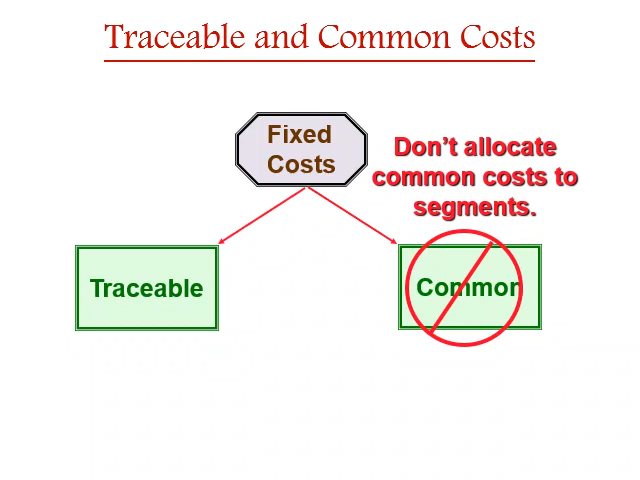 Traceable and Common Costs
Fixed
Costs
Don't allocate
common costs to
segments.
Traceable
Common